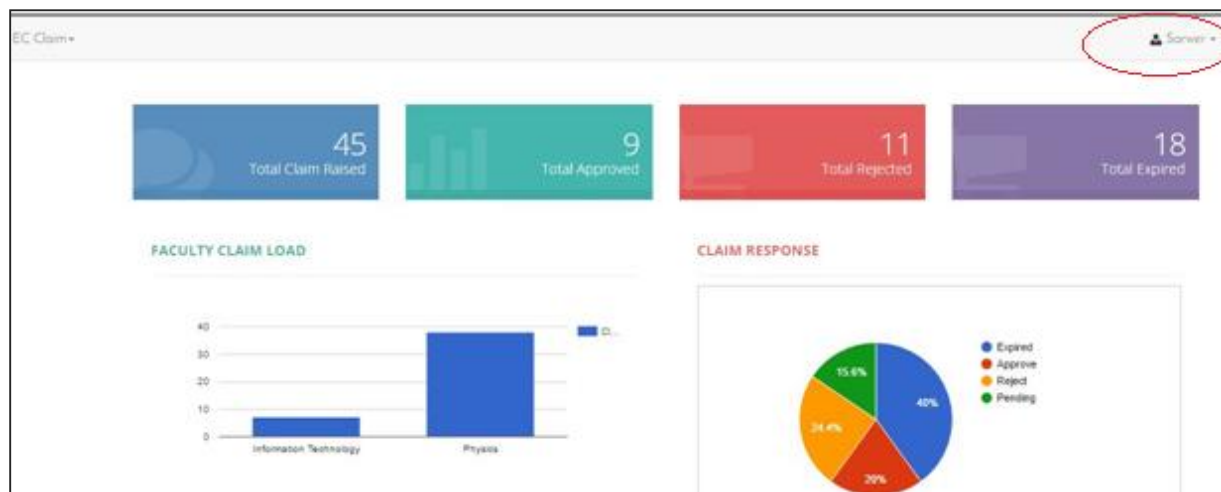 EC Claim
Sarwer
45
Total Claim Raised
9
Total Approved
11
Total Rejected
18
Total Expired
FACULTY CLAIM LOAD
40
30
20
10
0
Information Technology
Physics
Cl...
CLAIM RESPONSE
15.6%
40%
24.4%
20%
Expired
Approve
Reject
Pending